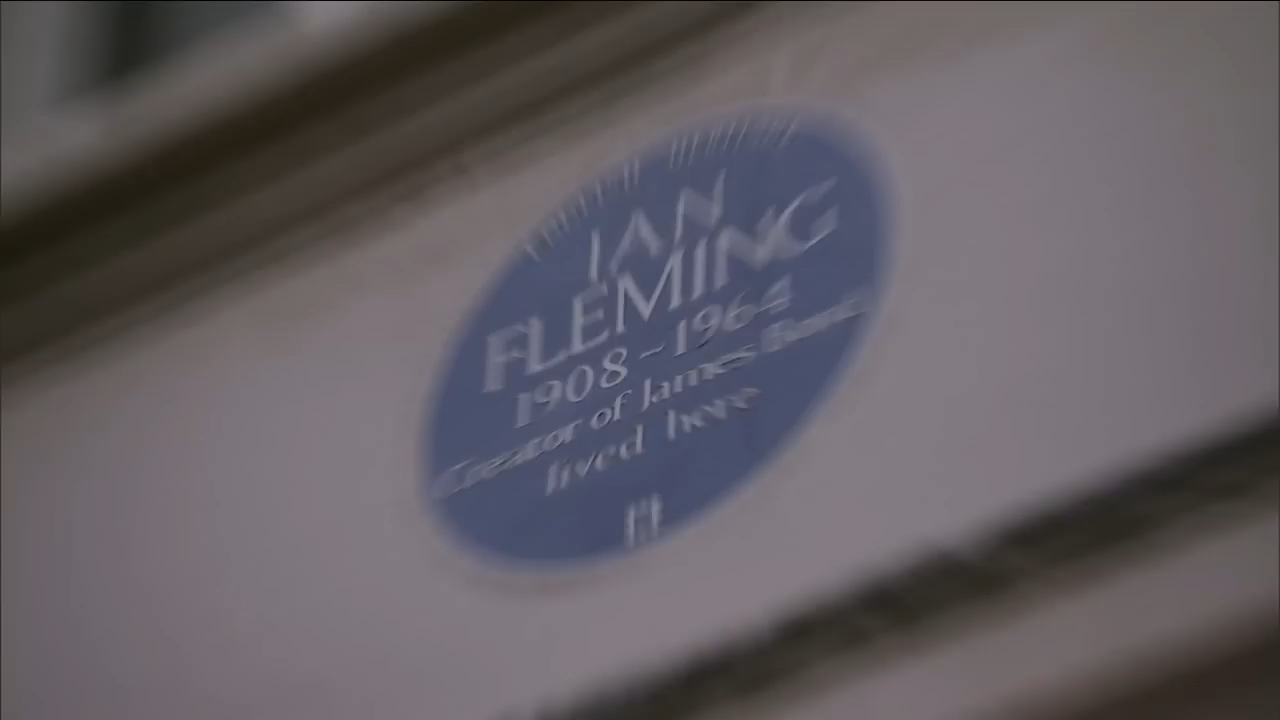 IAN
FLEMING
1908~1964
Creator of James Bond
lived here